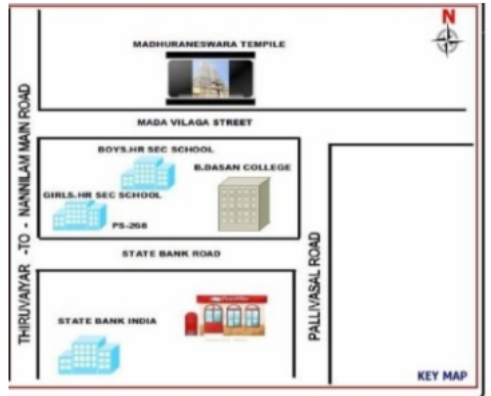 N
MADHURANESWARA TEMPILE
MADA VILAGA STREET
BOYS.HR SEC SCHOOL
B.DASAN COLLEGE
GIRLS.HR SEC SCHOOL
PS-268
STATE BANK ROAD
STATE BANK INDIA
THIRUVAIYAR -TO - NANNILAM MAIN ROAD
PALLIVASAL ROAD
KEY MAP